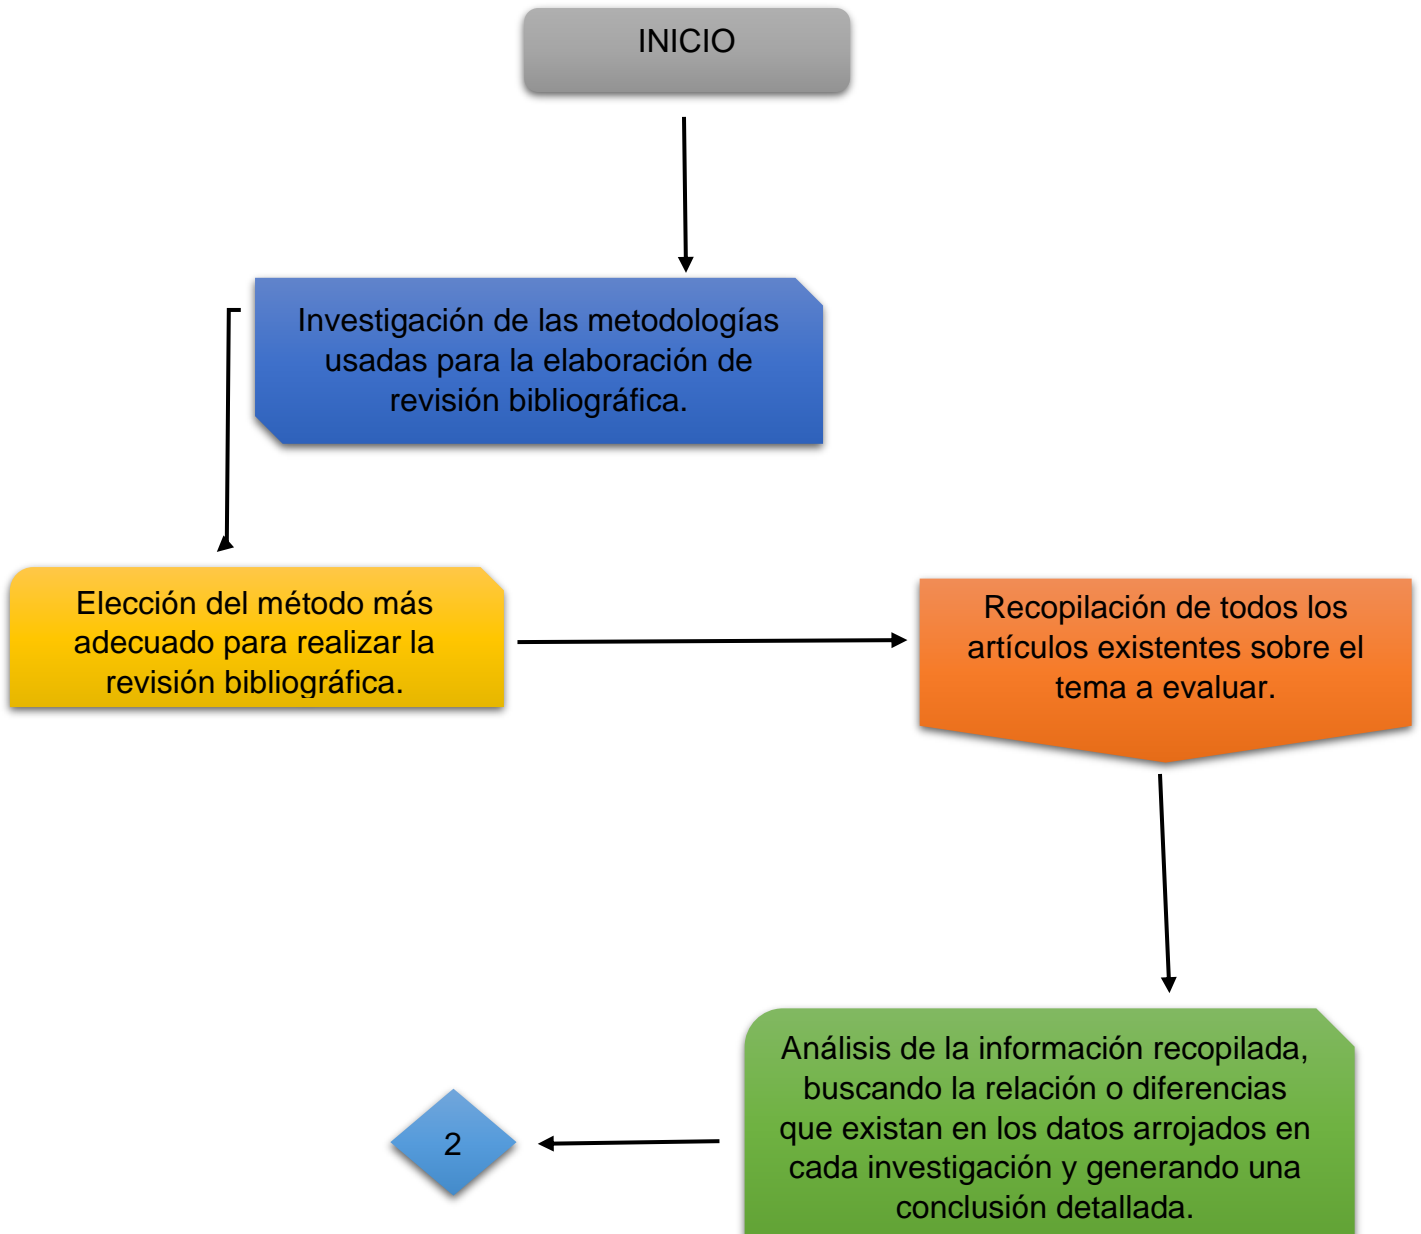 INICIO
Investigación de las metodologías
usadas para la elaboración de
revisión bibliográfica.
Elección del método más
adecuado para realizar la
revisión bibliográfica.
Recopilación de todos los
artículos existentes sobre el
tema a evaluar.
Análisis de la información recopilada,
buscando la relación o diferencias
que existan en los datos arrojados en
cada investigación y generando una
conclusión detallada.
2